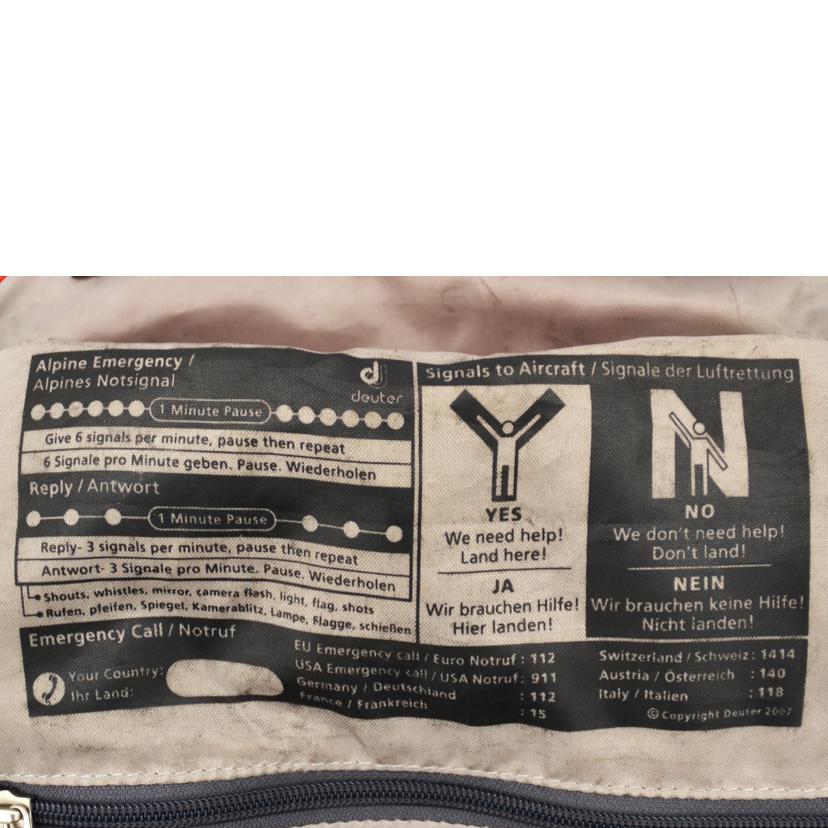 Alpine Emergency /
Alpines Notsignal
deuter
1 Minute Pause
Give 6 signals per minute, pause then repeat
6 Signale pro Minute geben. Pause. Wiederholen
Reply / Antwort
1 Minute Pause
Reply- 3 signals per minute, pause then repeat
Antwort- 3 Signale pro Minute. Pause. Wiederholen
Shouts, whistles, mirror, camera flash, light, flag, shots
Rufen, pfeifen, Spiegel, Kamerablitz, Lampe, Flagge, schießen
Signals to Aircraft / Signale der Luftrettung
Y
YES
We need help!
Land here!
JA
Wir brauchen Hilfe!
Hier landen!
N
NO
We don't need help!
Don't land!
NEIN
Wir brauchen keine Hilfe!
Nicht landen!
Emergency Call / Notruf
Your Country:
Ihr Land:
EU Emergency call / Euro Notruf : 112
USA Emergency call / USA Notruf : 911
Germany / Deutschland : 112
France / Frankreich : 15
Switzerland / Schweiz : 1414
Austria / Österreich : 140
Italy / Italien : 118
© Copyright Deuter 2007